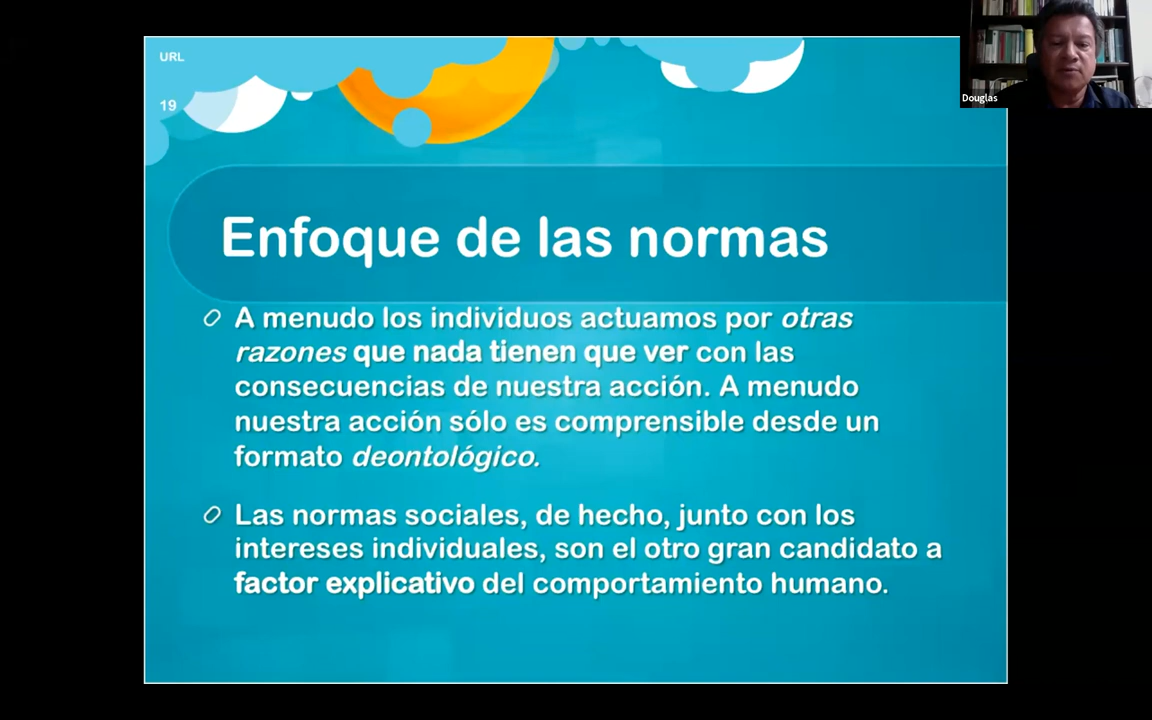 URL
19
Douglas
Enfoque de las normas
A menudo los individuos actuamos por otras
razones que nada tienen que ver con las
consecuencias de nuestra acción. A menudo
nuestra acción sólo es comprensible desde un
formato deontológico.
Las normas sociales, de hecho, junto con los
intereses individuales, son el otro gran candidato a
factor explicativo del comportamiento humano.